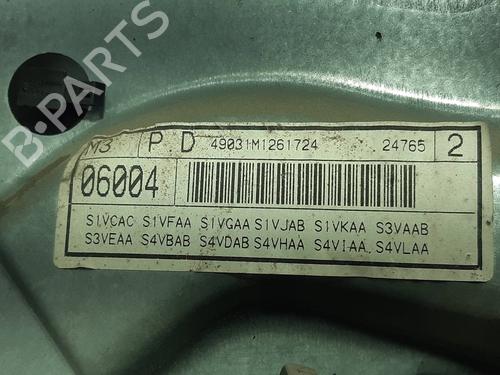 B-PARTS
M3 P D 49031M1261724 24765 2
06004
S1VCAC S1VFAA S1VGAA S1VJAB S1VKAA S3VAAB
S3VEAA S4VBAB S4VDAB S4VHAA S4VIAA S4VLAA